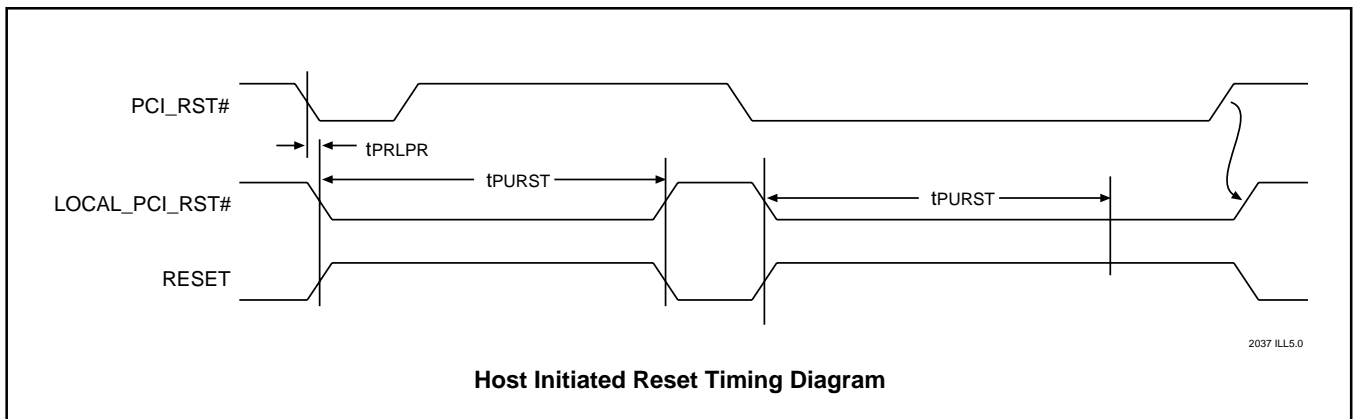 PCI_RST#
tPRLPR
tPURST
tPURST
LOCAL_PCI_RST#
RESET
2037 ILL5.0
Host Initiated Reset Timing Diagram